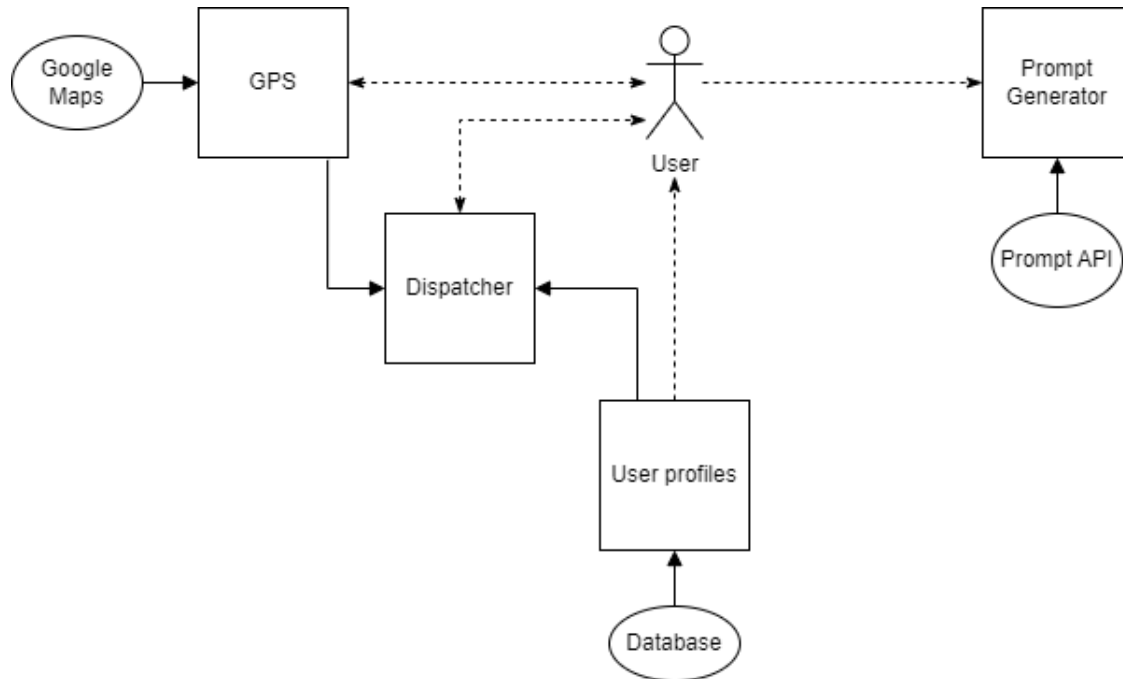 Google
Maps
GPS
Prompt
Generator
User
Prompt API
Dispatcher
User profiles
Database